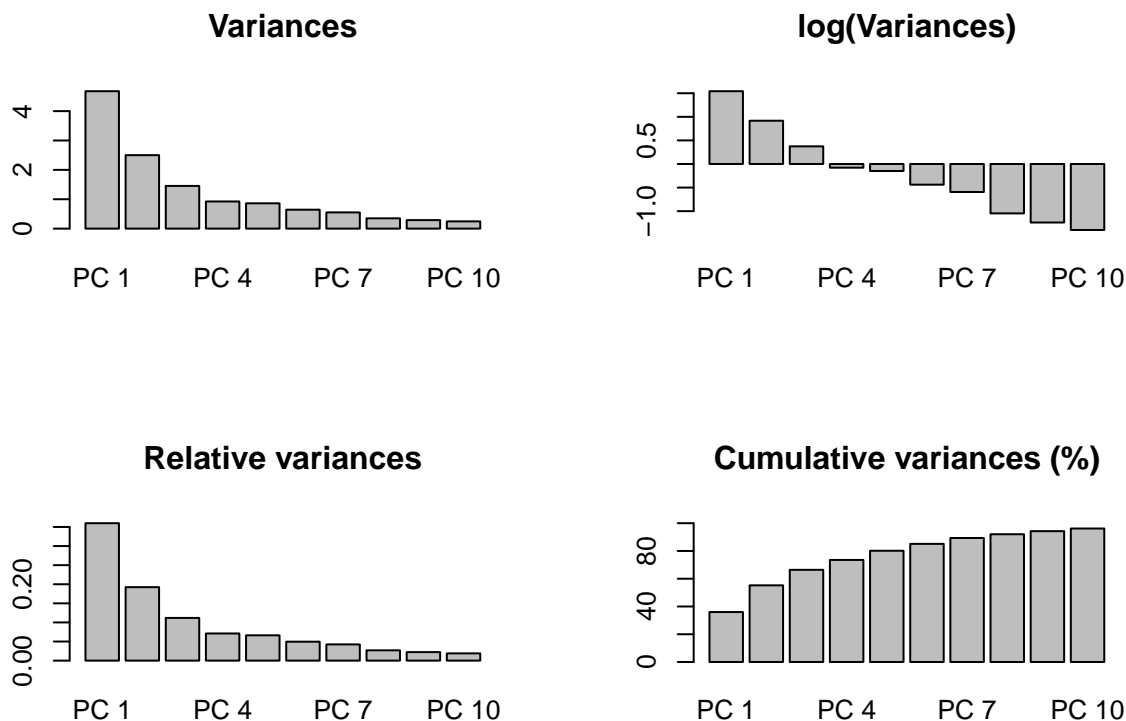 Variances
0 2 4
PC 1 PC 4 PC 7 PC 10
log(Variances)
−1.0 0.5
PC 1 PC 4 PC 7 PC 10
Relative variances
0.00 0.20
PC 1 PC 4 PC 7 PC 10
Cumulative variances (%)
0 40 80
PC 1 PC 4 PC 7 PC 10